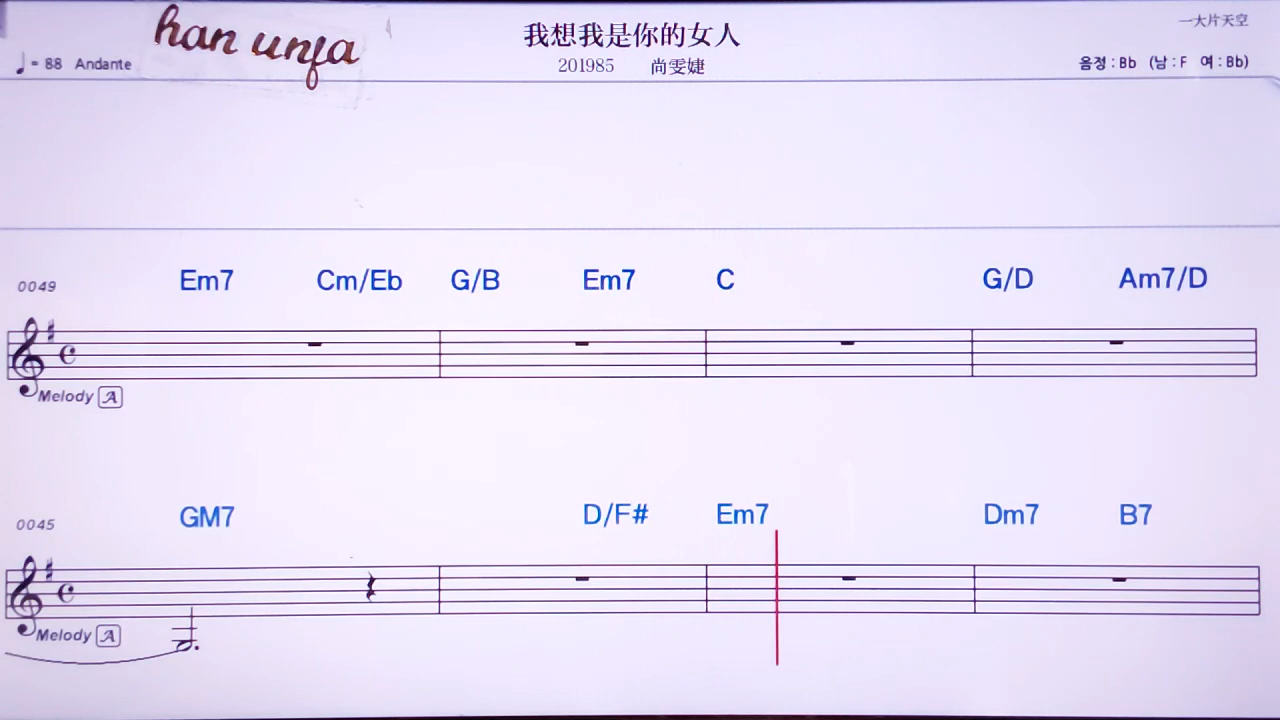 han unfa
我想我是你的女人
一大片天空
♩= 88 Andante
201985 尚雯婕
음정 : Bb (남 : F 여 : Bb)
0049 Em7 Cm/Eb G/B Em7 C G/D Am7/D
Melody A
0045 GM7 D/F# Em7 Dm7 B7
Melody A